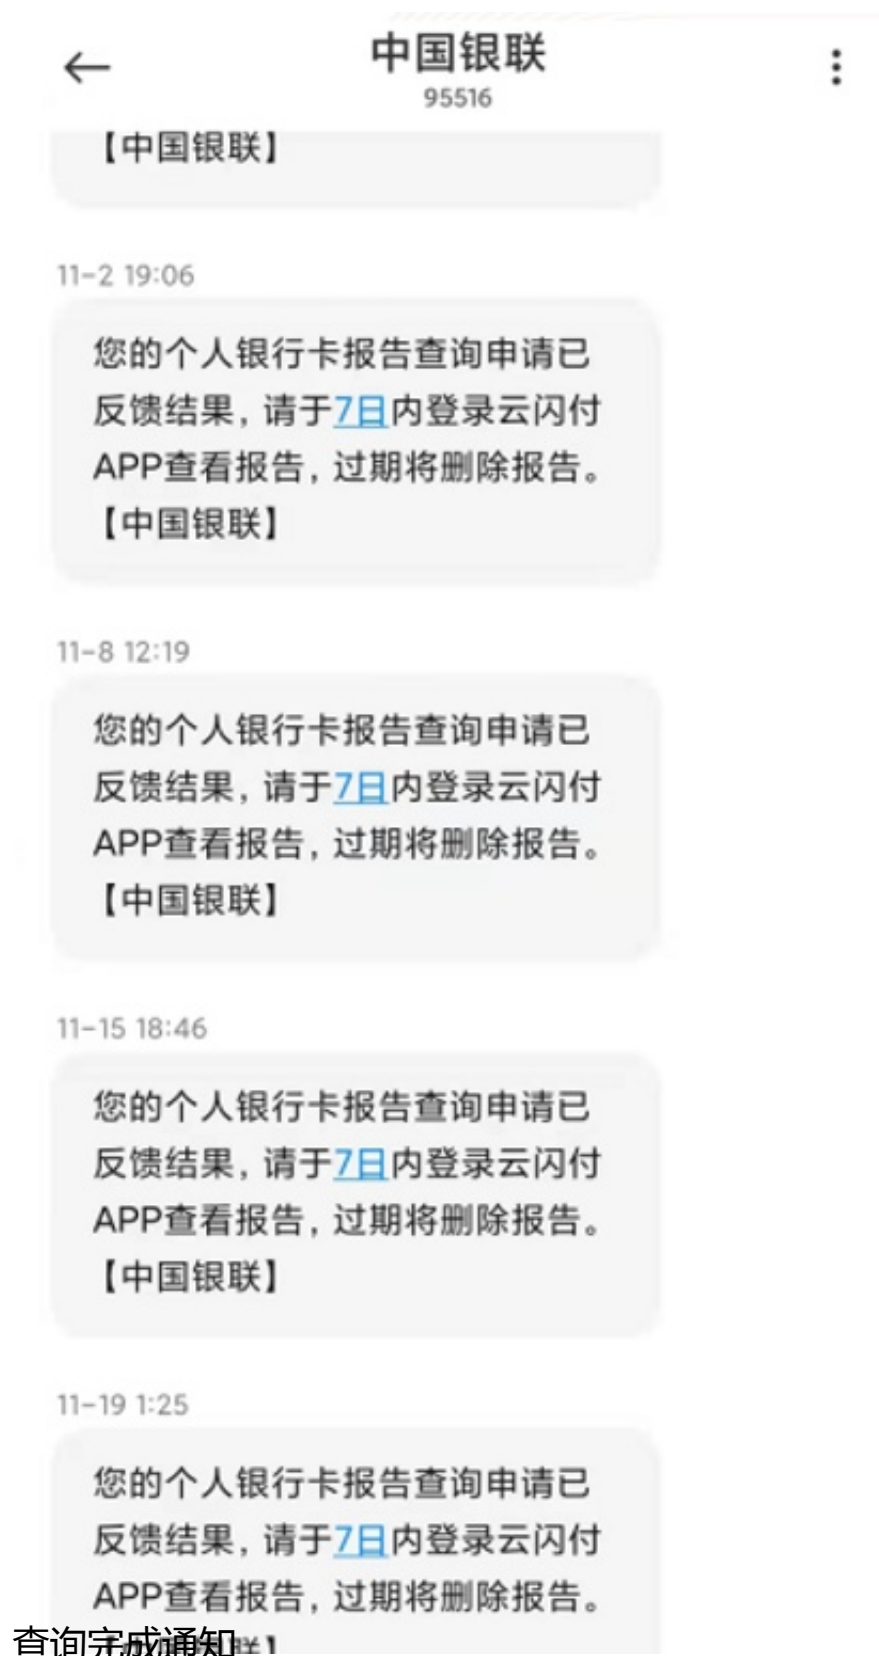 中国银联
95516
【中国银联】
11-2 19:06
您的个人银行卡报告查询申请已
反馈结果，请于7日内登录云闪付
APP查看报告，过期将删除报告。
【中国银联】
11-8 12:19
您的个人银行卡报告查询申请已
反馈结果，请于7日内登录云闪付
APP查看报告，过期将删除报告。
【中国银联】
11-15 18:46
您的个人银行卡报告查询申请已
反馈结果，请于7日内登录云闪付
APP查看报告，过期将删除报告。
【中国银联】
11-19 1:25
您的个人银行卡报告查询申请已
反馈结果，请于7日内登录云闪付
APP查看报告，过期将删除报告。
查询完成通知